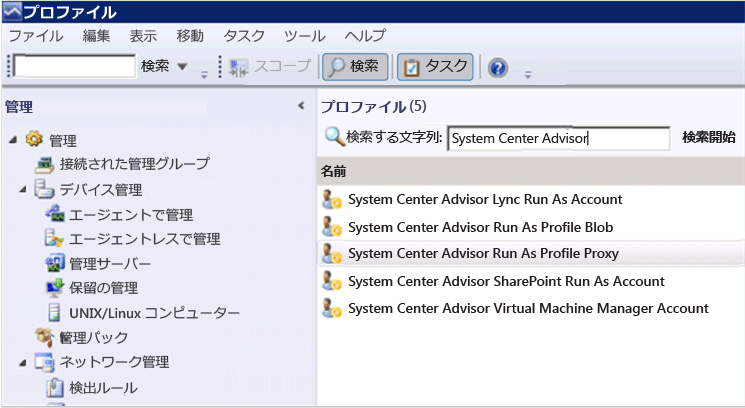 プロファイル
ファイル 編集 表示 移動 タスク ツール ヘルプ
検索 スコープ 検索 タスク
管理
管理
接続された管理グループ
デバイス管理
エージェントで管理
エージェントレスで管理
管理サーバー
保留の管理
UNIX/Linux コンピューター
管理パック
ネットワーク管理
検出ルール
プロファイル (5)
検索する文字列: System Center Advisor 検索開始
名前
System Center Advisor Lync Run As Account
System Center Advisor Run As Profile Blob
System Center Advisor Run As Profile Proxy
System Center Advisor SharePoint Run As Account
System Center Advisor Virtual Machine Manager Account